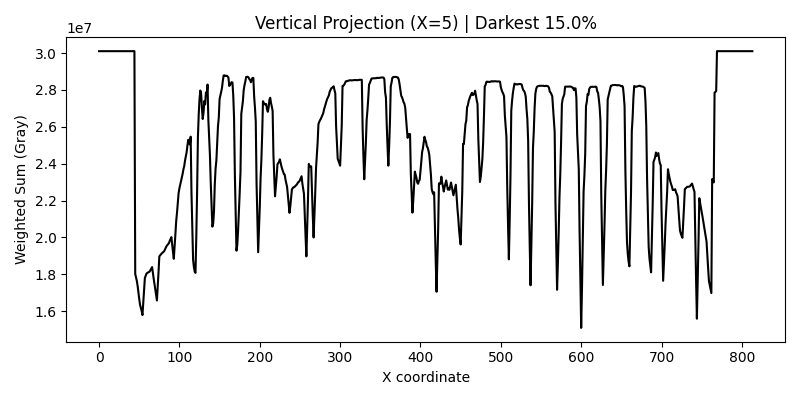 Vertical Projection (X=5) | Darkest 15.0%
1e7
3.0
2.8
2.6
2.4
2.2
2.0
1.8
1.6
Weighted Sum (Gray)
0 100 200 300 400 500 600 700 800
X coordinate